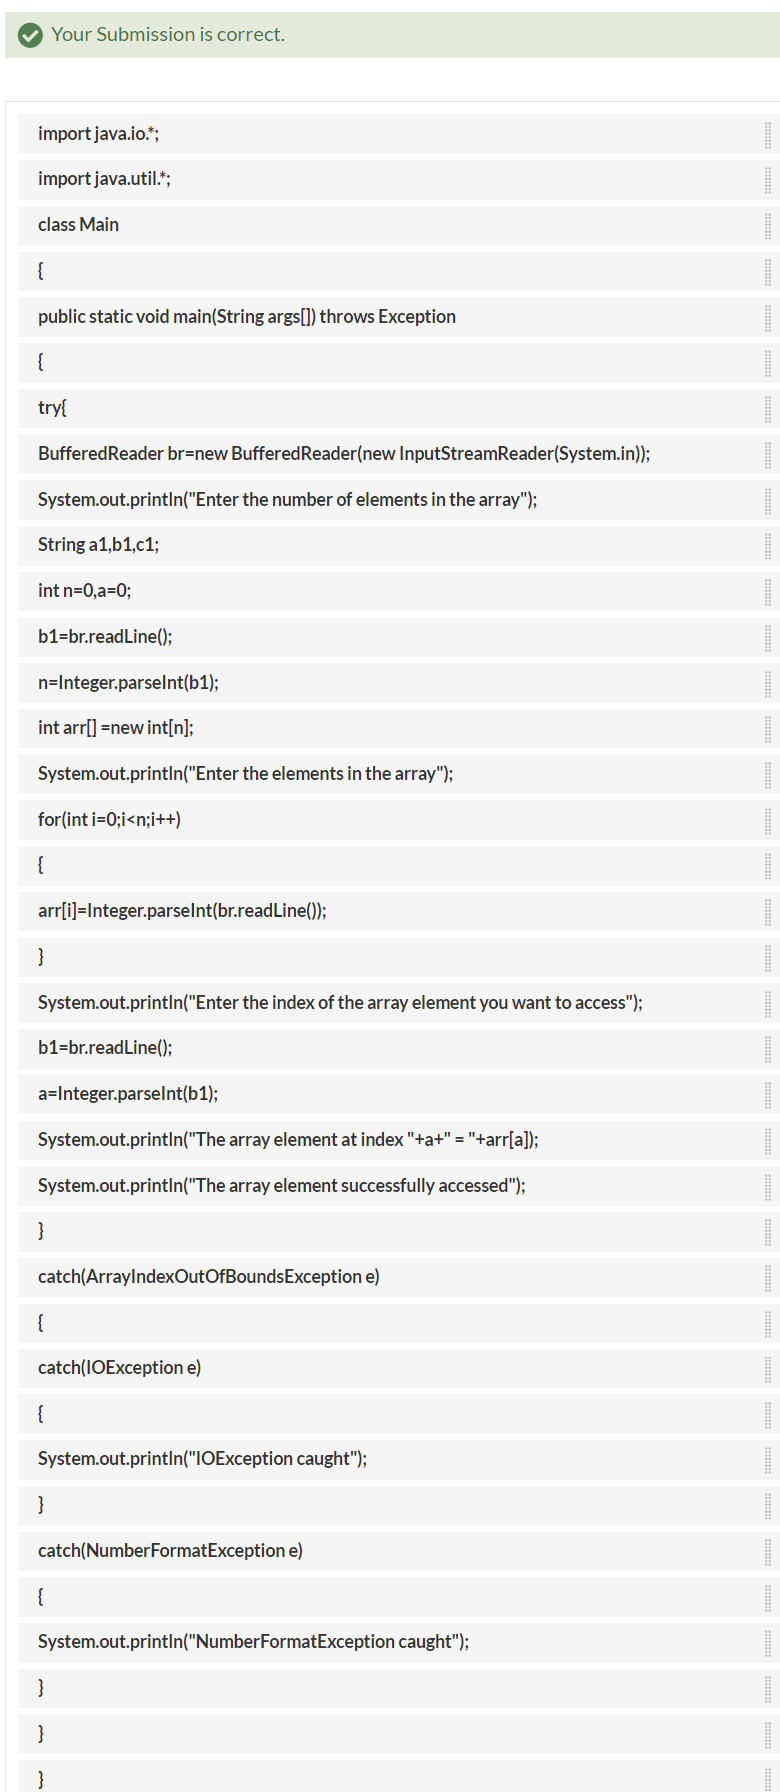 Your Submission is correct.
import java.io.*;
import java.util.*;
class Main
{
public static void main(String args[]) throws Exception
{
try{
BufferedReader br=new BufferedReader(new InputStreamReader(System.in));
System.out.println("Enter the number of elements in the array");
String a1,b1,c1;
int n=0,a=0;
b1=br.readLine();
n=Integer.parseInt(b1);
int arr[] =new int[n];
System.out.println("Enter the elements in the array");
for(int i=0;i<n;i++)
{
arr[i]=Integer.parseInt(br.readLine());
}
System.out.println("Enter the index of the array element you want to access");
b1=br.readLine();
a=Integer.parseInt(b1);
System.out.println("The array element at index "+a+" = "+arr[a]);
System.out.println("The array element successfully accessed");
}
catch(ArrayIndexOutOfBoundsException e)
{
catch(IOException e)
{
System.out.println("IOException caught");
}
catch(NumberFormatException e)
{
System.out.println("NumberFormatException caught");
}
}
}